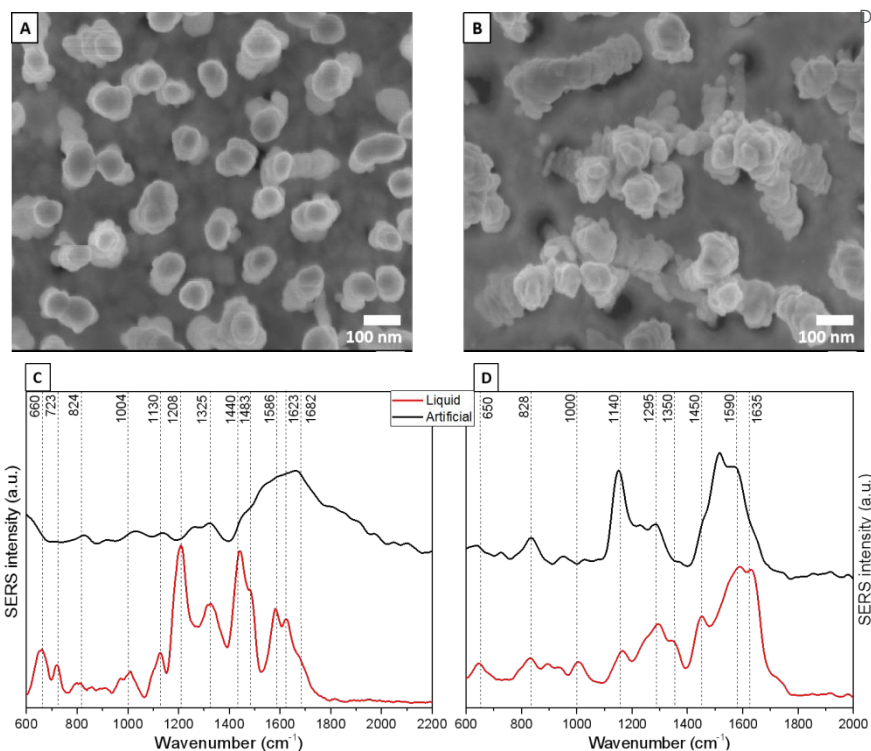 A
B
D
100 nm
100 nm
C
660
723
824
1004
1130
1208
1325
1440
1483
1586
1623
1682
Liquid
Artificial
D
650
828
1000
1140
1295
1350
1450
1590
1635
SERS intensity (a.u.)
SERS intensity (a.u.)
600 800 1000 1200 1400 1600 1800 2000 2200
600 800 1000 1200 1400 1600 1800 2000
Wavenumber (cm⁻¹)
Wavenumber (cm⁻¹)